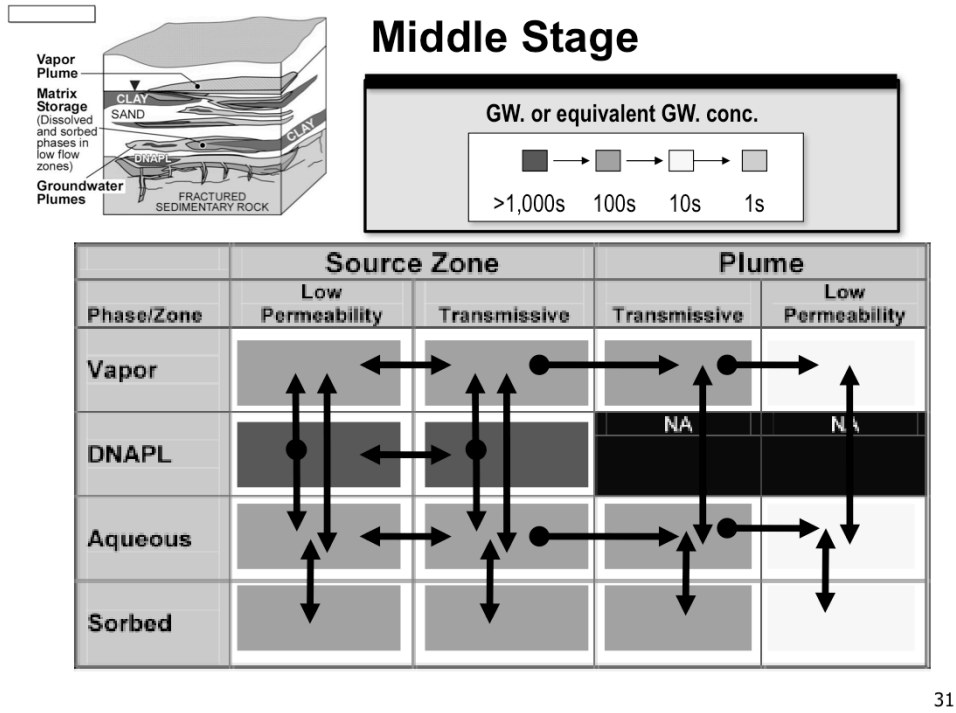 Middle Stage
Vapor
Plume
Matrix
Storage
(Dissolved
and sorbed
phases in
low flow
zones)
Groundwater
Plumes
CLAY
SAND
CLAY
DNAPL
FRACTURED
SEDIMENTARY ROCK
GW. or equivalent GW. conc.
>1,000s 100s 10s 1s
Source Zone Plume
Phase/Zone Low Permeability Transmissive Transmissive Low Permeability
Vapor
DNAPL NA NA
Aqueous
Sorbed
31